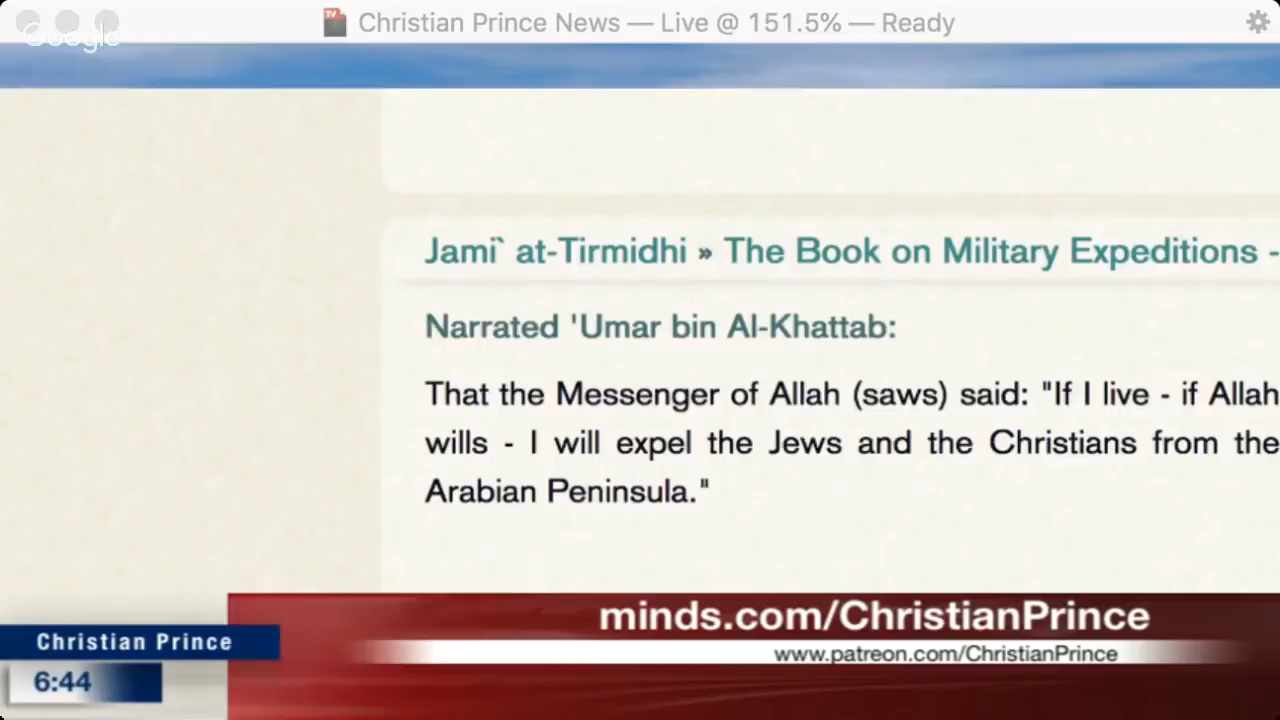 Christian Prince News — Live @ 151.5% — Ready
Google
Jami` at-Tirmidhi » The Book on Military Expeditions -
Narrated 'Umar bin Al-Khattab:
That the Messenger of Allah (saws) said: "If I live - if Allah
wills - I will expel the Jews and the Christians from the
Arabian Peninsula."
minds.com/ChristianPrince
www.patreon.com/ChristianPrince
Christian Prince
6:44